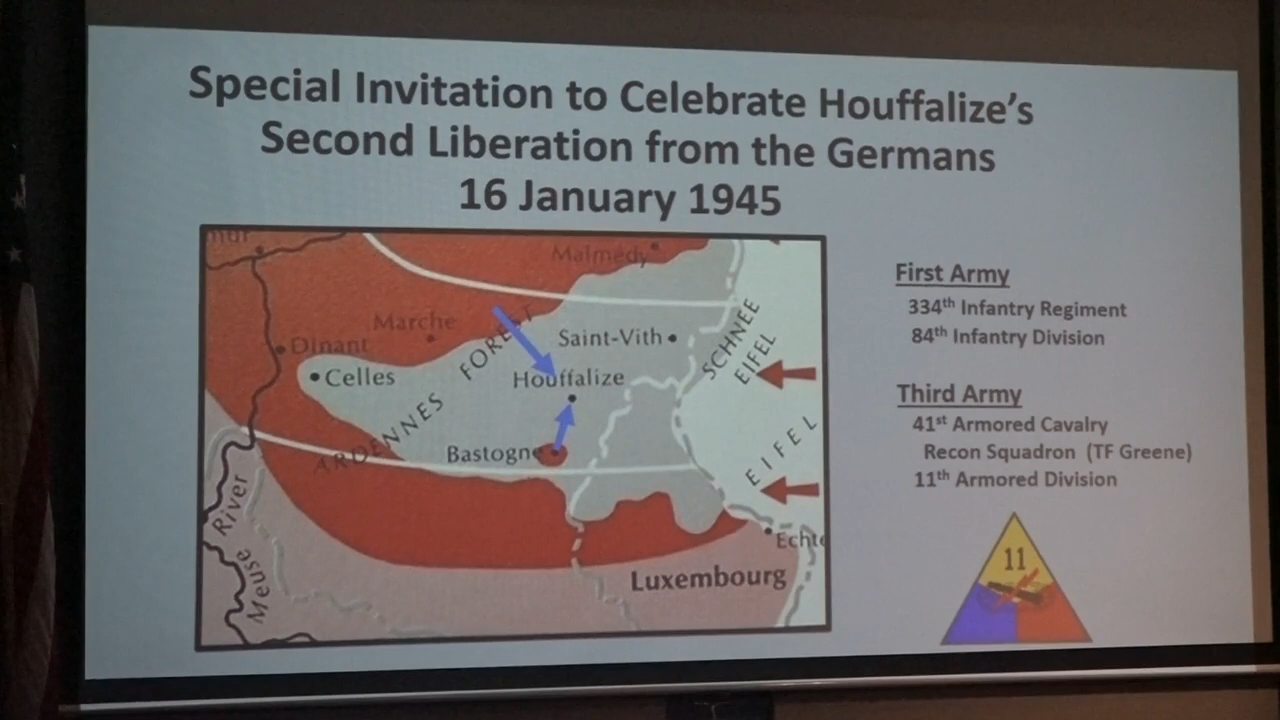 Special Invitation to Celebrate Houffalize's
Second Liberation from the Germans
16 January 1945
Malmedy
Marche
Dinant
Celles
ARDENNES FOREST
Saint-Vith
SCHNEE
EIFEL
Houffalize
Bastogne
EIFEL
Meuse River
Echte
Luxembourg
First Army
334th Infantry Regiment
84th Infantry Division
Third Army
41st Armored Cavalry
Recon Squadron (TF Greene)
11th Armored Division
11